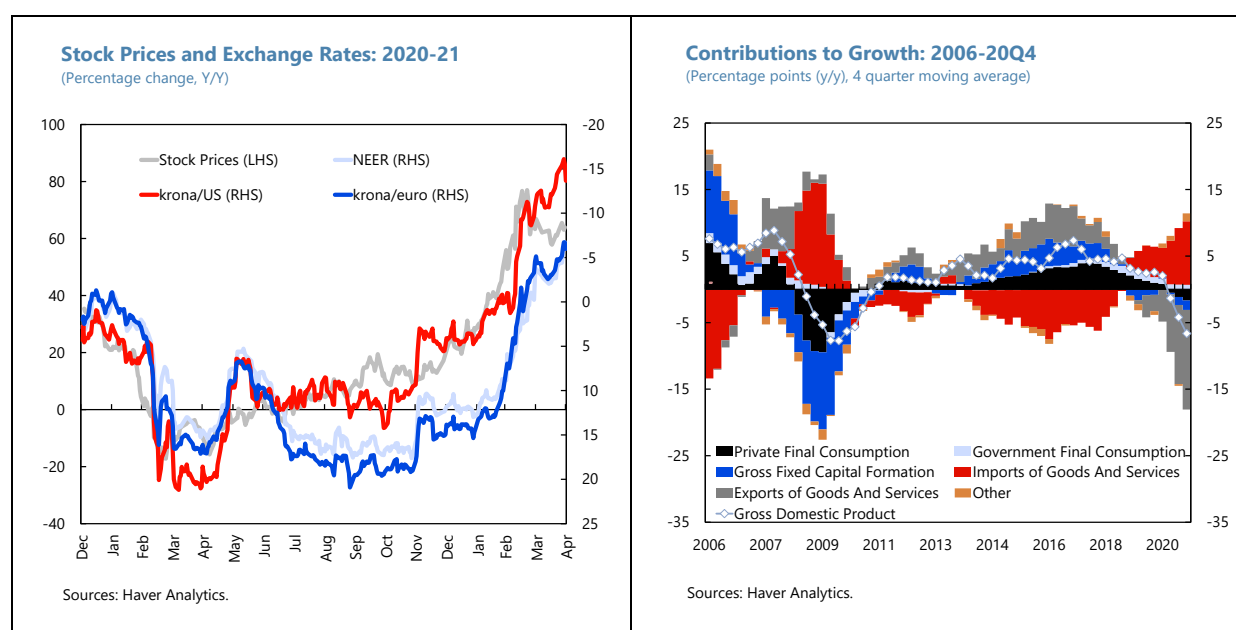 Stock Prices and Exchange Rates: 2020-21
(Percentage change, Y/Y)
100
80
60
40
20
0
-20
-40
-20
-15
-10
-5
0
5
10
15
20
25
Stock Prices (LHS)
NEER (RHS)
krona/US (RHS)
krona/euro (RHS)
Dec
Jan
Feb
Mar
Apr
May
Jun
Jul
Aug
Sep
Oct
Nov
Dec
Jan
Feb
Mar
Apr
Sources: Haver Analytics.
Contributions to Growth: 2006-20Q4
(Percentage points (y/y), 4 quarter moving average)
25
15
5
-5
-15
-25
-35
25
15
5
-5
-15
-25
-35
Private Final Consumption
Government Final Consumption
Gross Fixed Capital Formation
Imports of Goods And Services
Exports of Goods And Services
Other
Gross Domestic Product
2006
2007
2009
2011
2013
2014
2016
2018
2020
Sources: Haver Analytics.